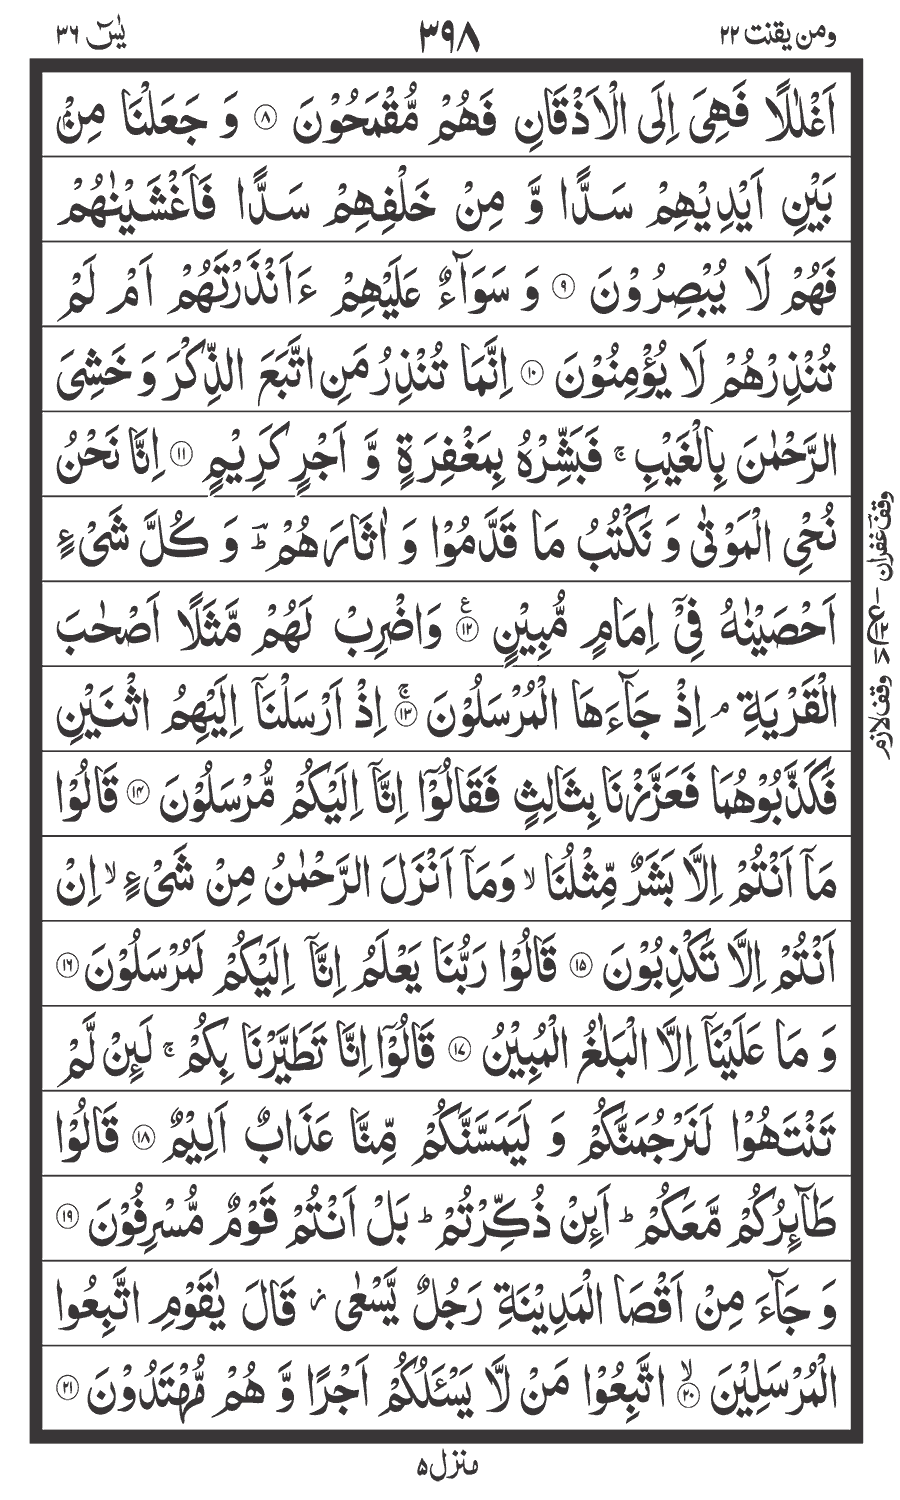 ومن یقنت ۲۲ ۳۹۸ یٰسٓ ۳۶
اَغْلٰلًا فَهِیَ اِلَی الْاَذْقَانِ فَهُمْ مُّقْمَحُوْنَ ۸ وَ جَعَلْنَا مِنْۢ
بَیْنِ اَیْدِیْهِمْ سَدًّا وَّ مِنْ خَلْفِهِمْ سَدًّا فَاَغْشَیْنٰهُمْ
فَهُمْ لَا یُبْصِرُوْنَ ۹ وَ سَوَآءٌ عَلَیْهِمْ ءَاَنْذَرْتَهُمْ اَمْ لَمْ
تُنْذِرْهُمْ لَا یُؤْمِنُوْنَ ۱۰ اِنَّمَا تُنْذِرُ مَنِ اتَّبَعَ الذِّكْرَ وَ خَشِیَ
الرَّحْمٰنَ بِالْغَیْبِ ۚ فَبَشِّرْهُ بِمَغْفِرَةٍ وَّ اَجْرٍ كَرِیْمٍ ۱۱ اِنَّا نَحْنُ
نُحْیِ الْمَوْتٰی وَ نَكْتُبُ مَا قَدَّمُوْا وَ اٰثَارَهُمْ ؕؔ وَ كُلَّ شَیْءٍ
اَحْصَیْنٰهُ فِیْۤ اِمَامٍ مُّبِیْنٍ ۱۲ ع وَاضْرِبْ لَهُمْ مَّثَلًا اَصْحٰبَ
الْقَرْیَةِ ۘ اِذْ جَآءَهَا الْمُرْسَلُوْنَ ۱۳ ۚ اِذْ اَرْسَلْنَاۤ اِلَیْهِمُ اثْنَیْنِ
فَكَذَّبُوْهُمَا فَعَزَّزْنَا بِثَالِثٍ فَقَالُوْۤا اِنَّاۤ اِلَیْكُمْ مُّرْسَلُوْنَ ۱۴ قَالُوْا
مَاۤ اَنْتُمْ اِلَّا بَشَرٌ مِّثْلُنَا ۙ وَمَاۤ اَنْزَلَ الرَّحْمٰنُ مِنْ شَیْءٍ ۙ اِنْ
اَنْتُمْ اِلَّا تَكْذِبُوْنَ ۱۵ قَالُوْا رَبُّنَا یَعْلَمُ اِنَّاۤ اِلَیْكُمْ لَمُرْسَلُوْنَ ۱۶
وَ مَا عَلَیْنَاۤ اِلَّا الْبَلٰغُ الْمُبِیْنُ ۱۷ قَالُوْۤا اِنَّا تَطَیَّرْنَا بِكُمْ ۚ لَىِٕنْ لَّمْ
تَنْتَهُوْا لَنَرْجُمَنَّكُمْ وَ لَیَمَسَّنَّكُمْ مِّنَّا عَذَابٌ اَلِیْمٌ ۱۸ قَالُوْا
طَآىِٕرُكُمْ مَّعَكُمْ ؕ اَىِٕنْ ذُكِّرْتُمْ ؕ بَلْ اَنْتُمْ قَوْمٌ مُّسْرِفُوْنَ ۱۹
وَ جَآءَ مِنْ اَقْصَا الْمَدِیْنَةِ رَجُلٌ یَّسْعٰی ؗ قَالَ یٰقَوْمِ اتَّبِعُوا
الْمُرْسَلِیْنَ ۲۰ ۙ اتَّبِعُوْا مَنْ لَّا یَسْـَٔلُكُمْ اَجْرًا وَّ هُمْ مُّهْتَدُوْنَ ۲۱
وقف غفران
وقف لازم
منزل ۵